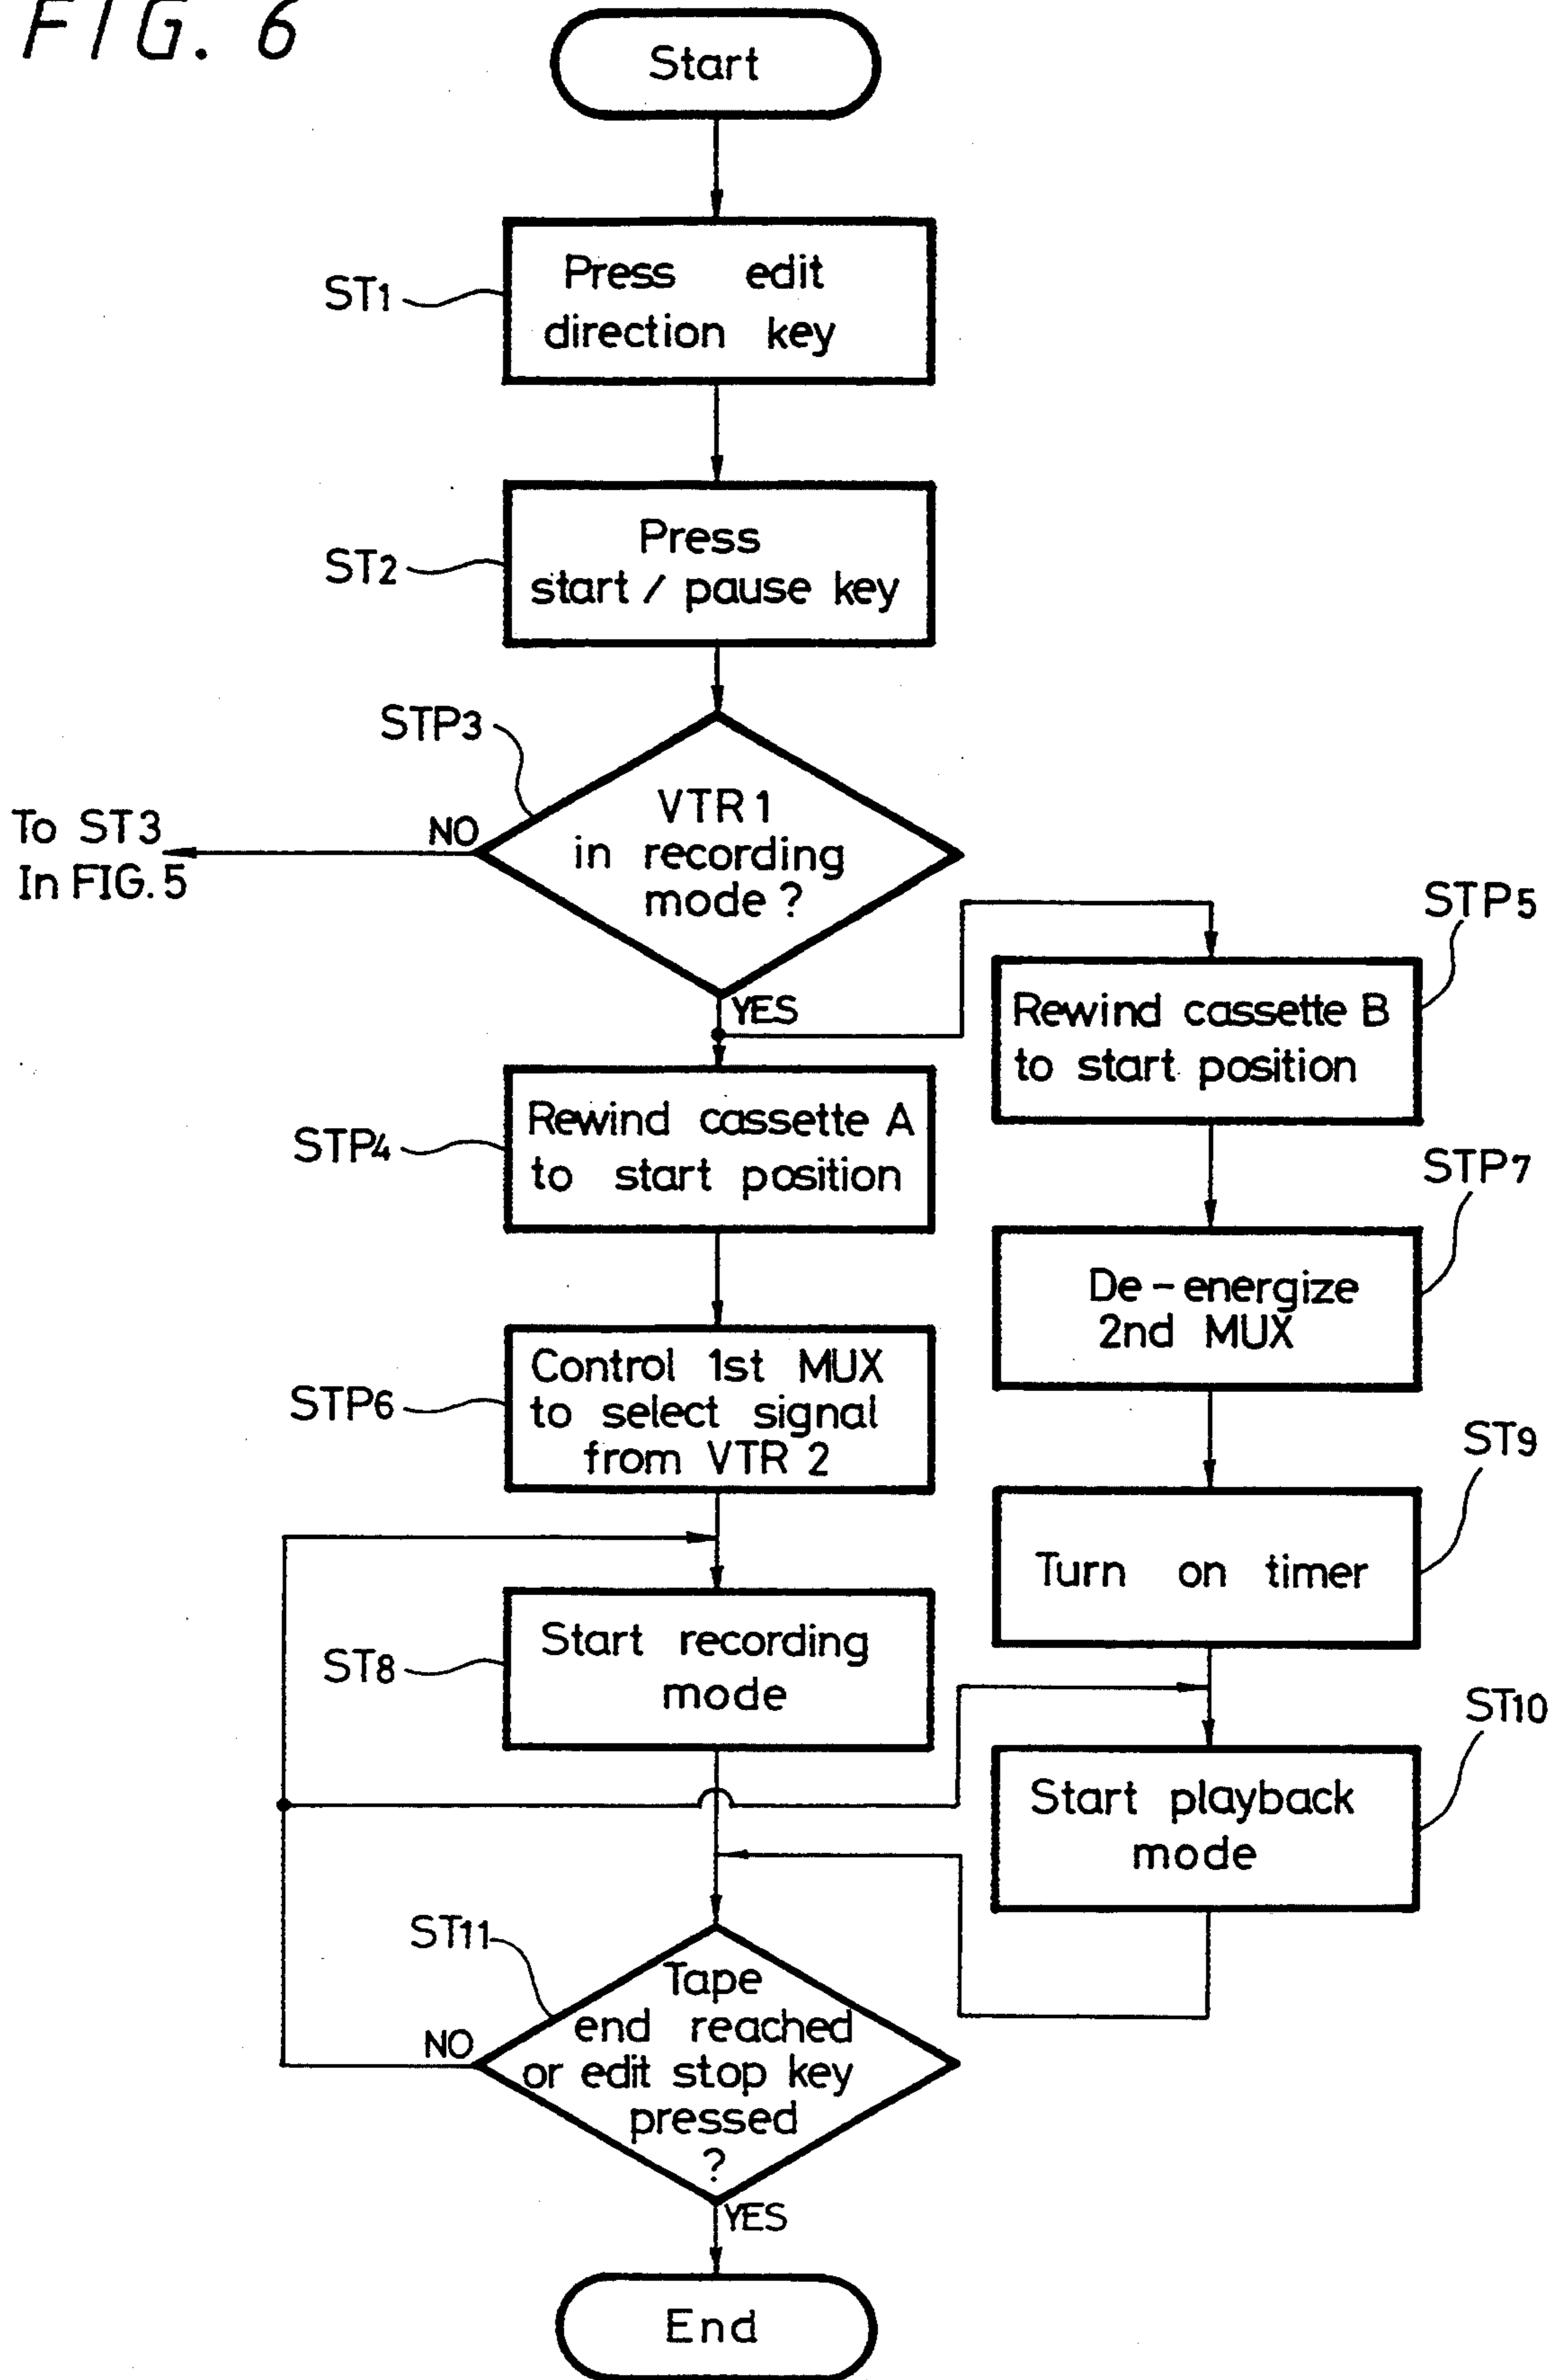 FIG. 6
Start
ST1
Press edit
direction key
ST2
Press
start / pause key
STP3
VTR 1
in recording
mode ?
NO
To ST3
In FIG. 5
YES
STP5
Rewind cassette B
to start position
STP4
Rewind cassette A
to start position
STP7
De-energize
2nd MUX
STP6
Control 1st MUX
to select signal
from VTR 2
ST9
Turn on timer
ST8
Start recording
mode
ST10
Start playback
mode
ST11
Tape
end reached
or edit stop key
pressed
?
NO
YES
End